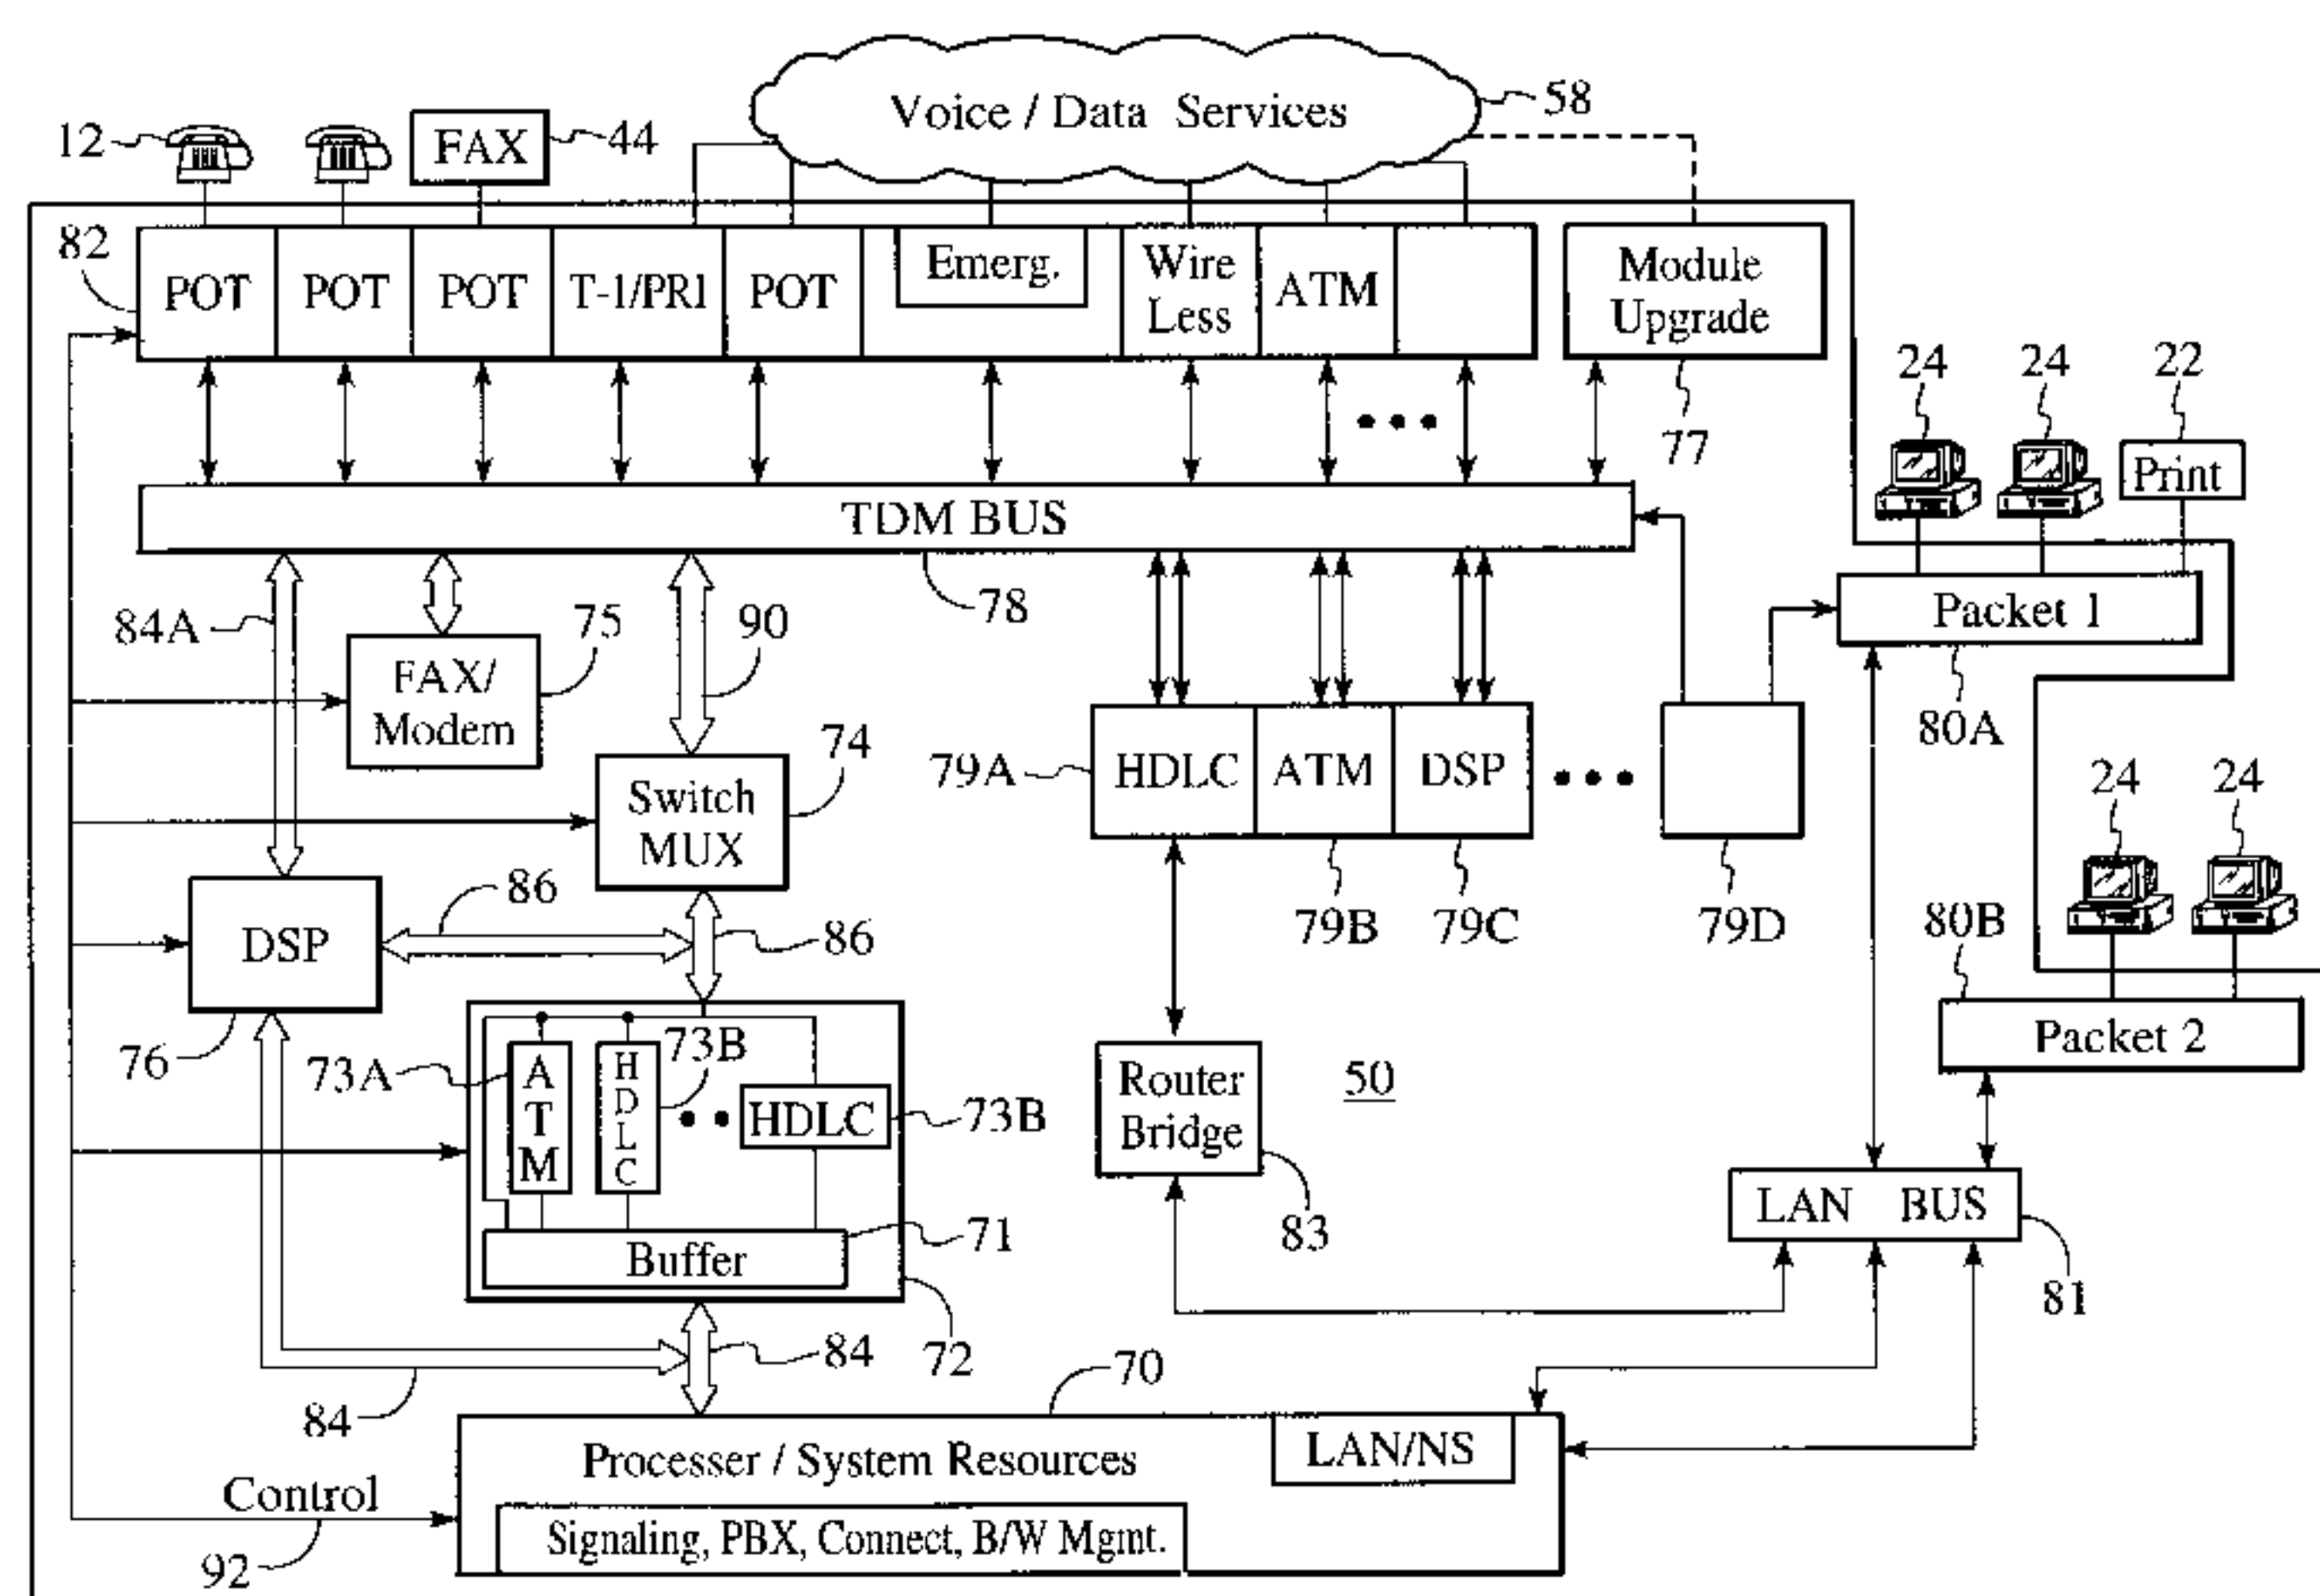 Voice / Data Services
58
12
FAX
44
82
POT
POT
POT
T-1/PRI
POT
Emerg.
Wire
Less
ATM
Module
Upgrade
77
24
24
22
Print
TDM BUS
78
Packet 1
80A
84A
FAX/
Modem
75
90
Switch
MUX
74
79A
HDLC
ATM
DSP
79B
79C
79D
24
24
80B
Packet 2
DSP
76
86
86
73A
ATM
HDLC
73B
HDLC
73B
Buffer
71
72
Router
Bridge
83
50
LAN BUS
81
84
84
70
Processer / System Resources
LAN/NS
Signaling, PBX, Connect, B/W Mgmt.
Control
92